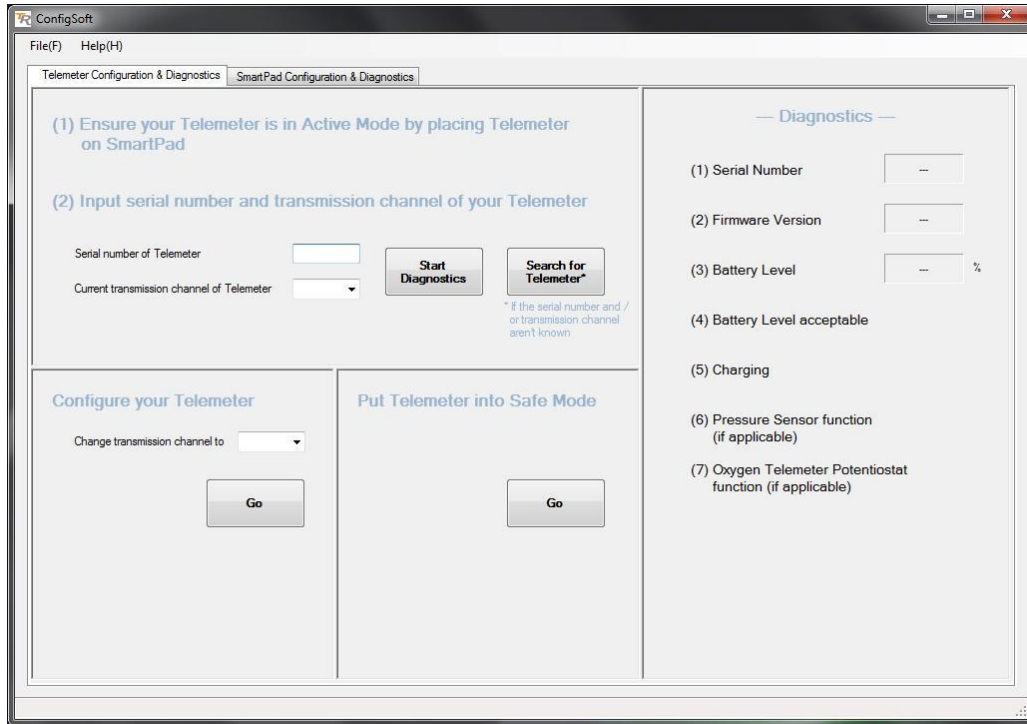 ConfigSoft
File(F) Help(H)
Telemeter Configuration & Diagnostics SmartPad Configuration & Diagnostics
(1) Ensure your Telemeter is in Active Mode by placing Telemeter
on SmartPad
(2) Input serial number and transmission channel of your Telemeter
Serial number of Telemeter
Current transmission channel of Telemeter
Start
Diagnostics
Search for
Telemeter*
* If the serial number and /
or transmission channel
aren't known
Configure your Telemeter
Change transmission channel to
Go
Put Telemeter into Safe Mode
Go
--- Diagnostics ---
(1) Serial Number ---
(2) Firmware Version ---
(3) Battery Level --- %
(4) Battery Level acceptable
(5) Charging
(6) Pressure Sensor function
(if applicable)
(7) Oxygen Telemeter Potentiostat
function (if applicable)